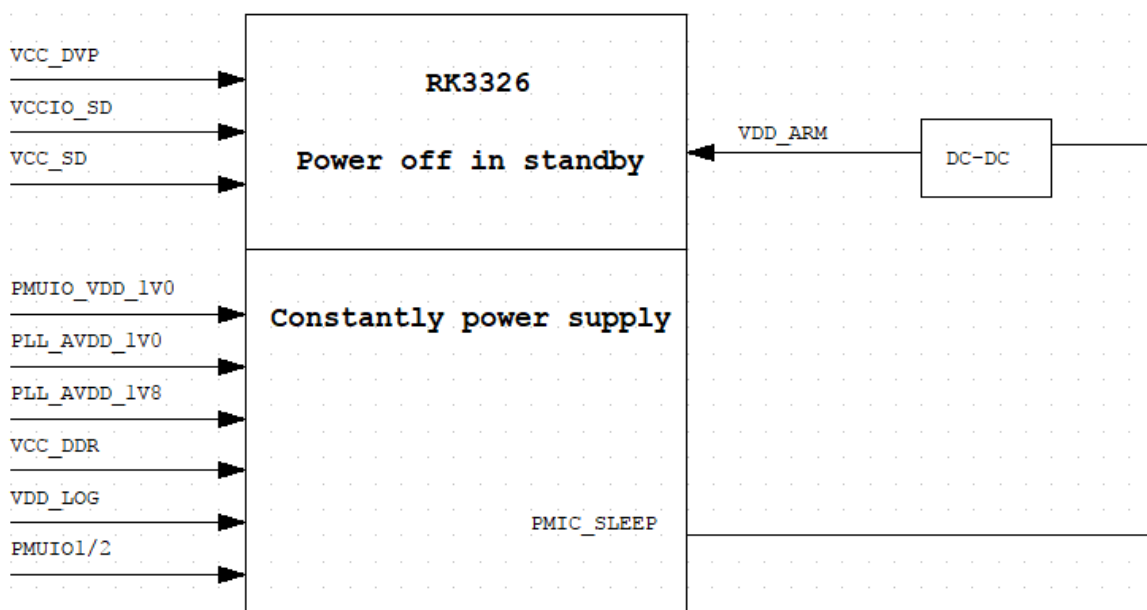 VCC_DVP
VCCIO_SD
VCC_SD
RK3326
Power off in standby
VDD_ARM
DC-DC
PMUIO_VDD_1V0
PLL_AVDD_1V0
PLL_AVDD_1V8
VCC_DDR
VDD_LOG
PMUIO1/2
Constantly power supply
PMIC_SLEEP